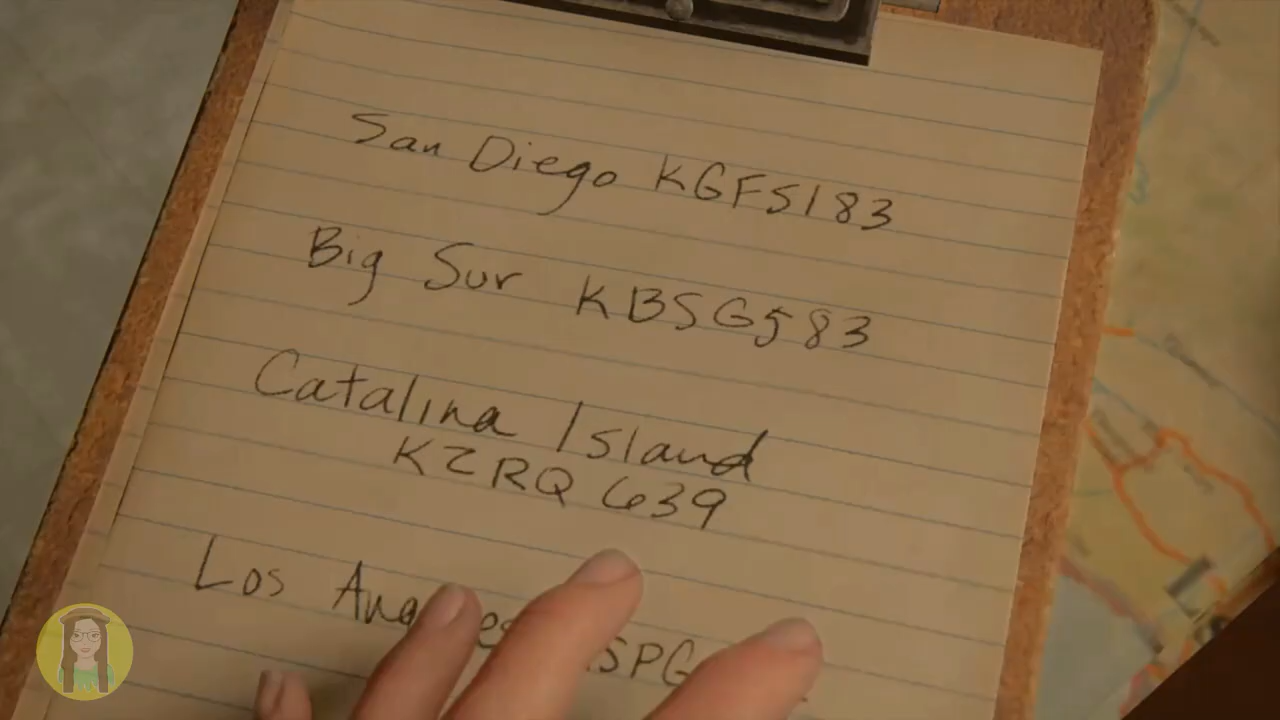 San Diego KGFS183
Big Sur KBSG583
Catalina Island
KZRQ 639
Los